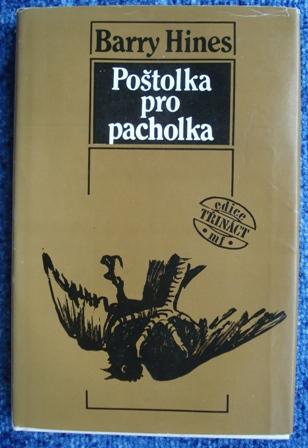 Barry Hines
Poštolka
pro
pacholka
edice
TŘINÁCT
mf